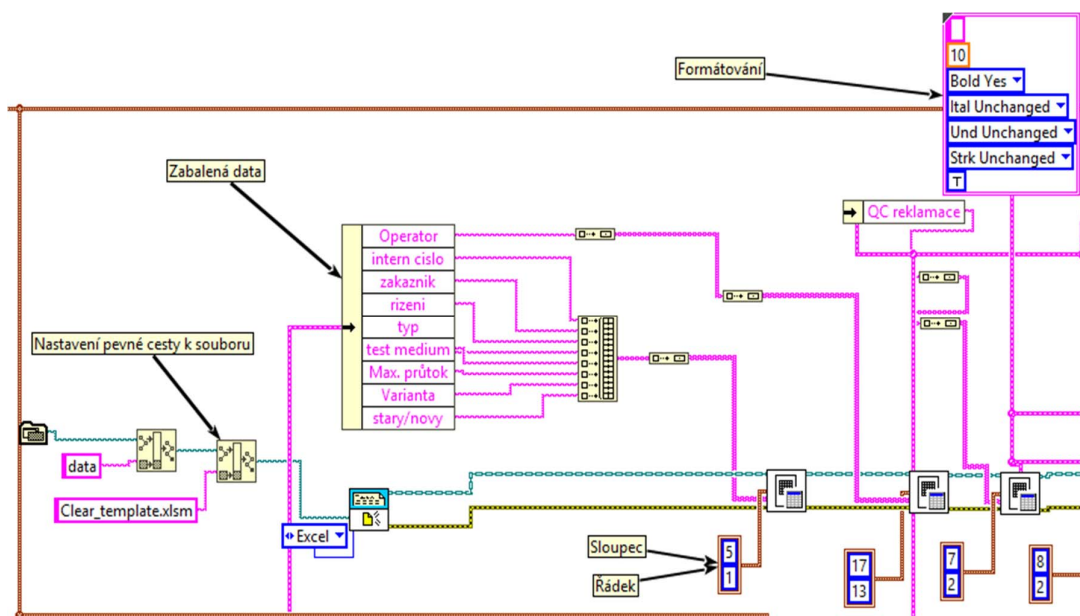 10
Formátování
Bold Yes
Ital Unchanged
Und Unchanged
Strk Unchanged
T
Zabalená data
QC reklamace
Operator
intern cislo
zakaznik
rizeni
typ
test medium
Max. průtok
Varianta
stary/novy
Nastavení pevné cesty k souboru
data
Clear_template.xlsm
Excel
Sloupec
Řádek
5
1
17
13
7
2
8
2